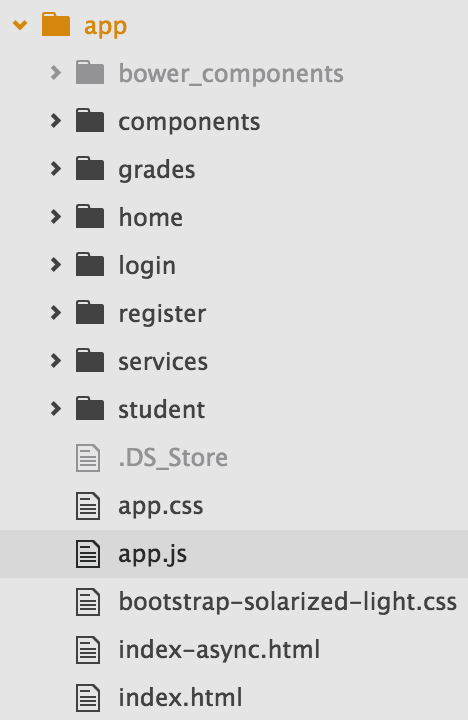 app
bower_components
components
grades
home
login
register
services
student
.DS_Store
app.css
app.js
bootstrap-solarized-light.css
index-async.html
index.html